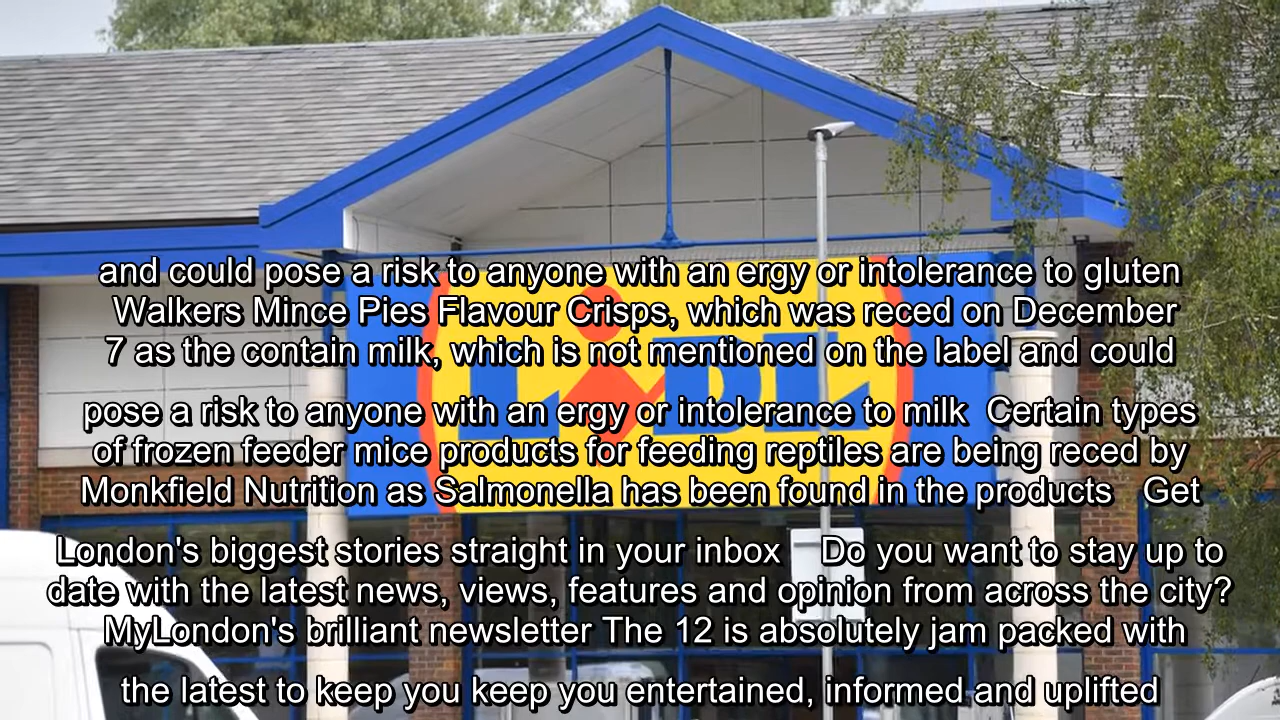 and could pose a risk to anyone with an ergy or intolerance to gluten
Walkers Mince Pies Flavour Crisps, which was reced on December
7 as the contain milk, which is not mentioned on the label and could
pose a risk to anyone with an ergy or intolerance to milk Certain types
of frozen feeder mice products for feeding reptiles are being reced by
Monkfield Nutrition as Salmonella has been found in the products Get
London's biggest stories straight in your inbox Do you want to stay up to
date with the latest news, views, features and opinion from across the city?
MyLondon's brilliant newsletter The 12 is absolutely jam packed with
the latest to keep you keep you entertained, informed and uplifted
LIDL